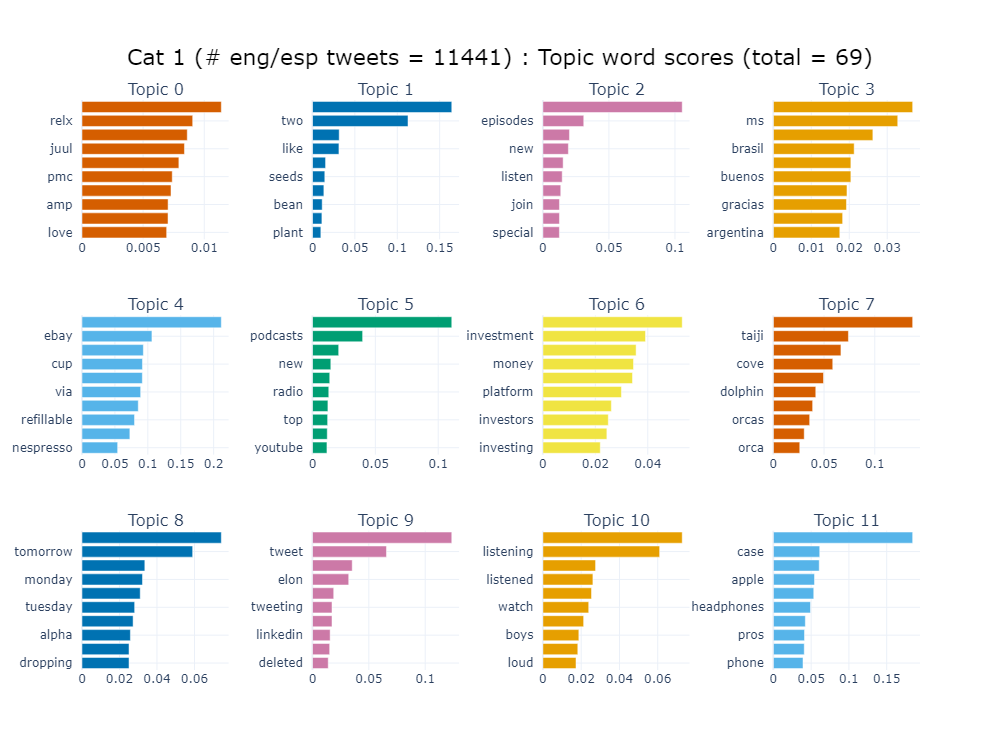 Cat 1 (# eng/esp tweets = 11441) : Topic word scores (total = 69)
Topic 0
relx
juul
pmc
amp
love
0 0.005 0.01
Topic 1
two
like
seeds
bean
plant
0 0.05 0.1 0.15
Topic 2
episodes
new
listen
join
special
0 0.05 0.1
Topic 3
ms
brasil
buenos
gracias
argentina
0 0.01 0.02 0.03
Topic 4
ebay
cup
via
refillable
nespresso
0 0.05 0.1 0.15 0.2
Topic 5
podcasts
new
radio
top
youtube
0 0.05 0.1
Topic 6
investment
money
platform
investors
investing
0 0.02 0.04
Topic 7
taiji
cove
dolphin
orcas
orca
0 0.05 0.1
Topic 8
tomorrow
monday
tuesday
alpha
dropping
0 0.02 0.04 0.06
Topic 9
tweet
elon
tweeting
linkedin
deleted
0 0.05 0.1
Topic 10
listening
listened
watch
boys
loud
0 0.02 0.04 0.06
Topic 11
case
apple
headphones
pros
phone
0 0.05 0.1 0.15